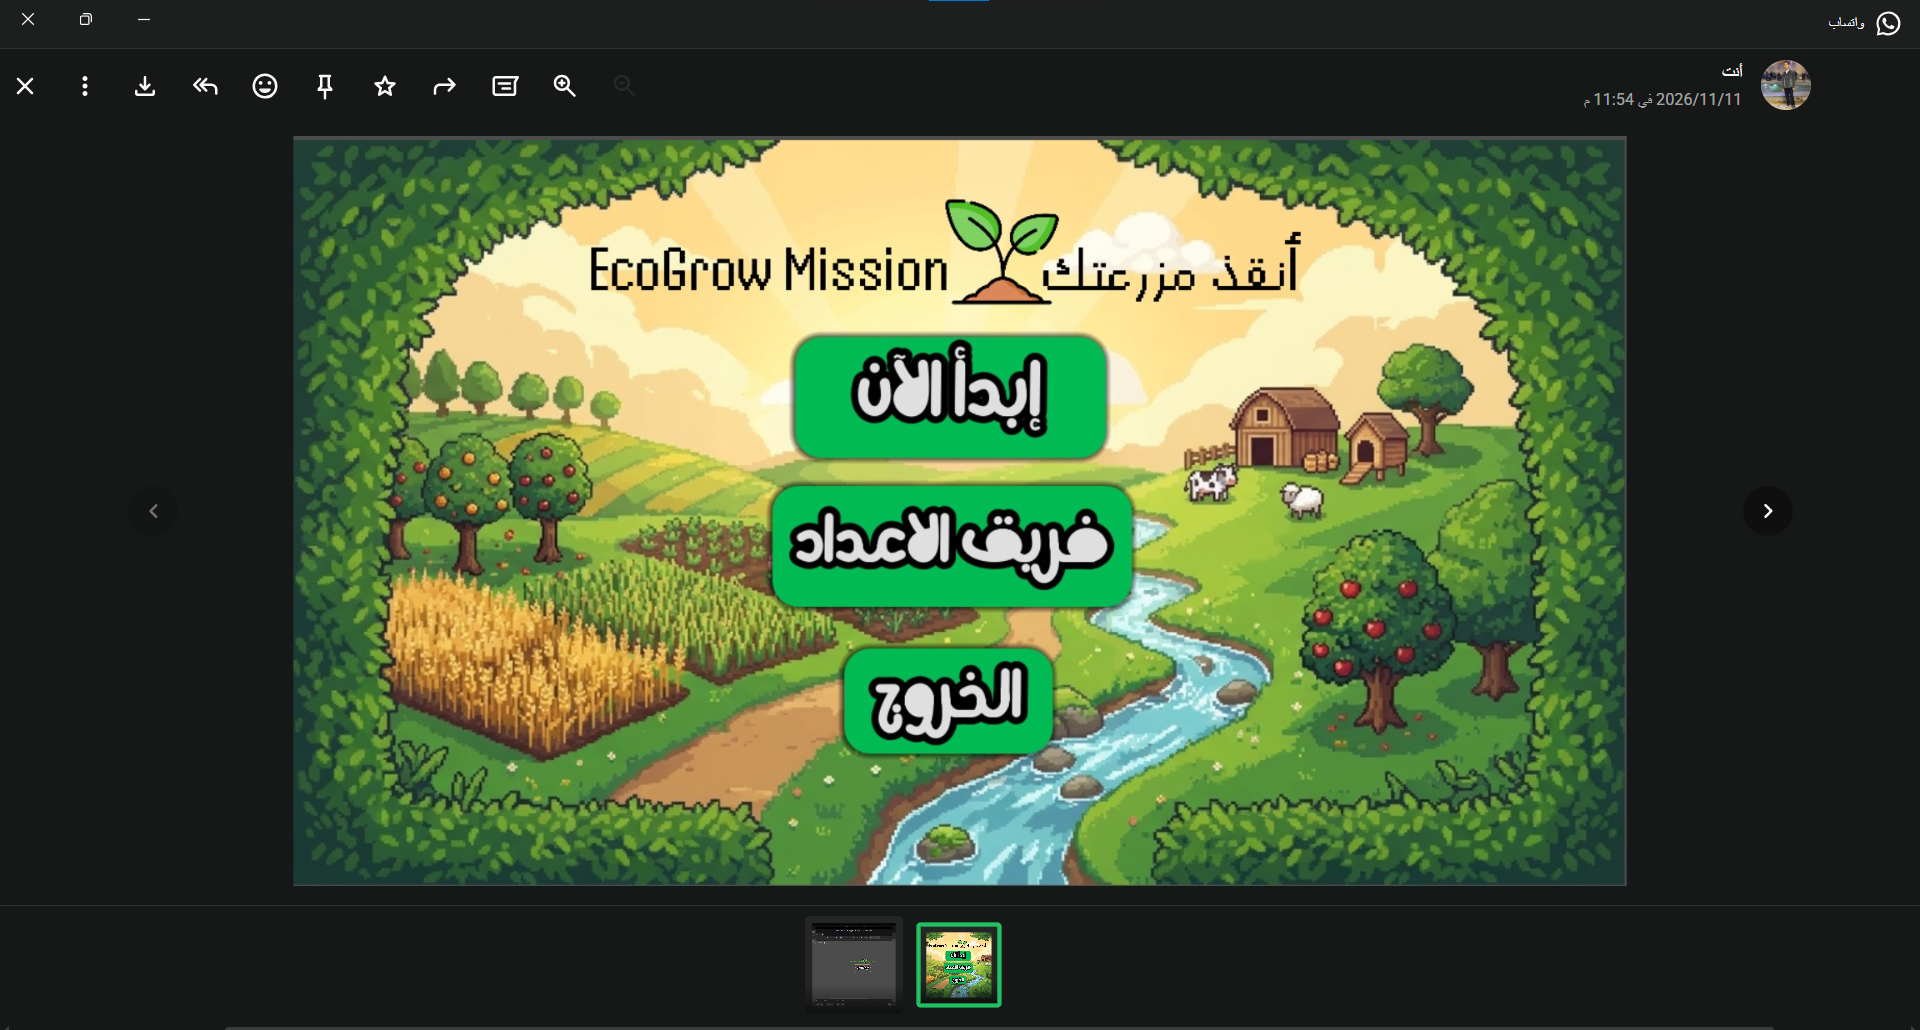 واتساب
أنت
2026/11/11 في 11:54 م
EcoGrow Mission أنقذ مزرعتك
إبدأ الآن
فريق الاعداد
الخروج